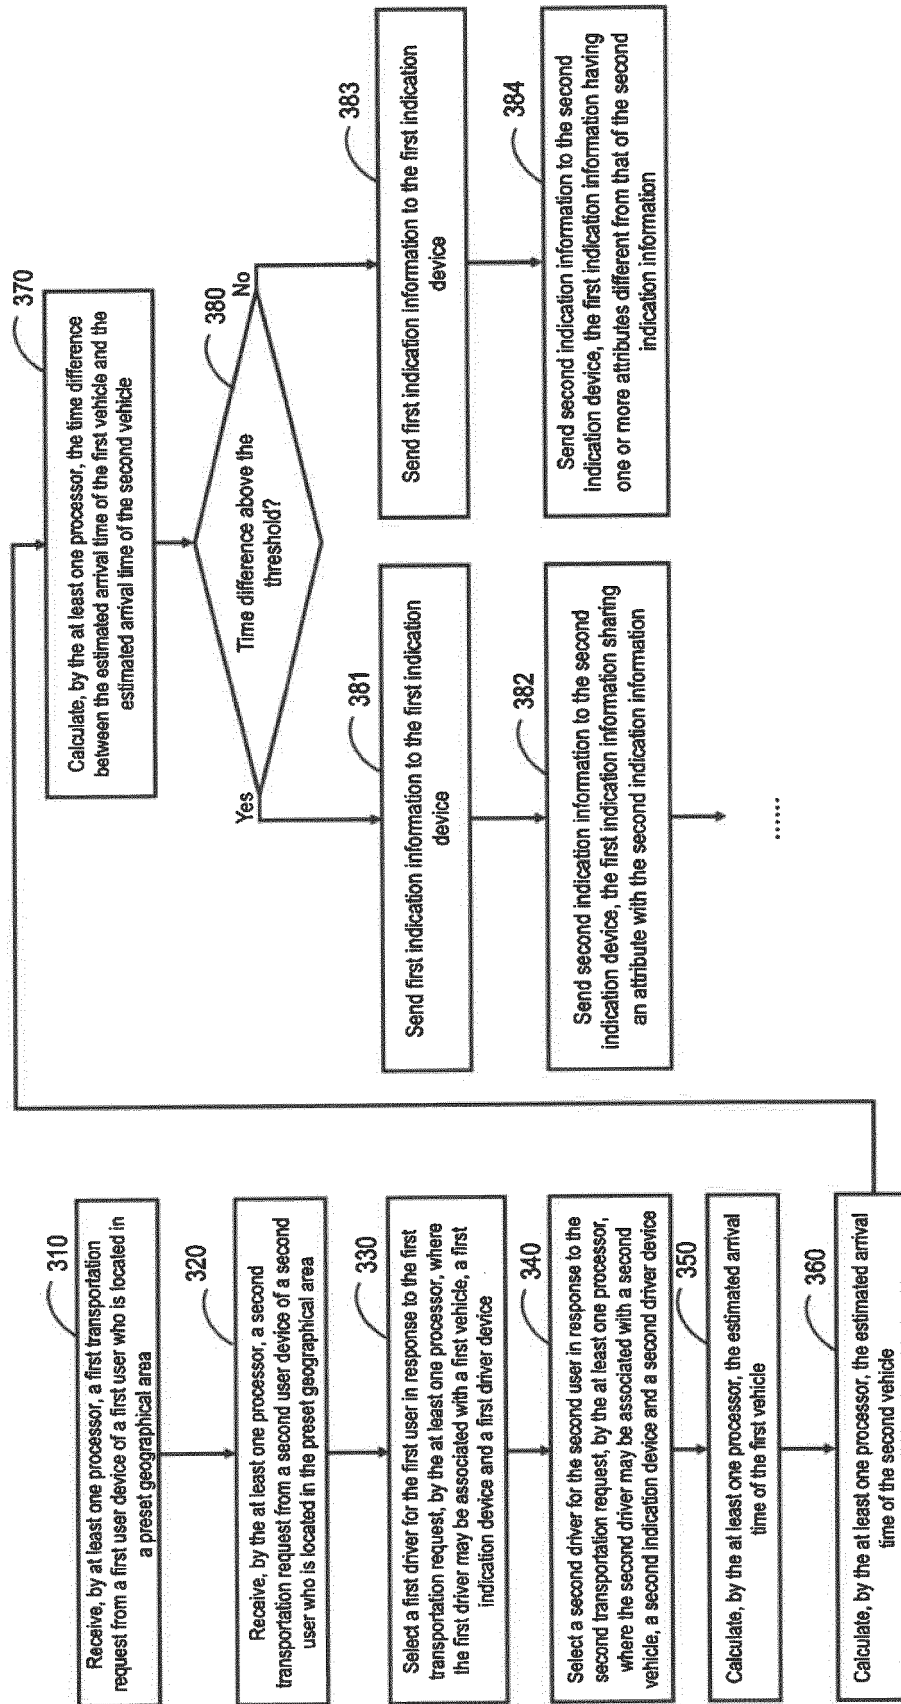 310
Receive, by at least one processor, a first transportation
request from a first user device of a first user who is located in
a preset geographical area
320
Receive, by the at least one processor, a second
transportation request from a second user device of a second
user who is located in the preset geographical area
330
Select a first driver for the first user in response to the first
transportation request, by the at least one processor, where
the first driver may be associated with a first vehicle, a first
indication device and a first driver device
340
Select a second driver for the second user in response to the
second transportation request, by the at least one processor,
where the second driver may be associated with a second
vehicle, a second indication device and a second driver device
350
Calculate, by the at least one processor, the estimated arrival
time of the first vehicle
360
Calculate, by the at least one processor, the estimated arrival
time of the second vehicle
370
Calculate, by the at least one processor, the time difference
between the estimated arrival time of the first vehicle and the
estimated arrival time of the second vehicle
380
Time difference above the
threshold?
Yes
No
381
Send first indication information to the first indication
device
382
Send second indication information to the second
indication device, the first indication information sharing
an attribute with the second indication information
......
383
Send first indication information to the first indication
device
384
Send second indication information to the second
indication device, the first indication information having
one or more attributes different from that of the second
indication information